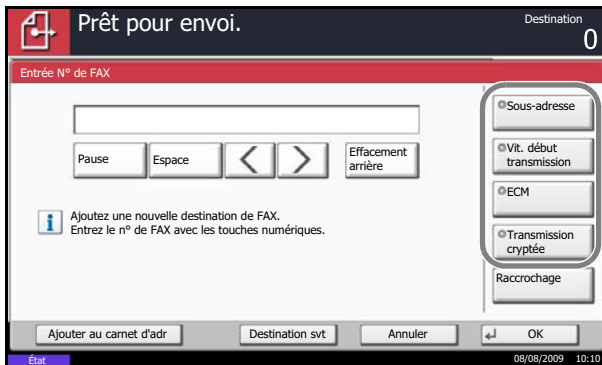 Prêt pour envoi.
Destination
0
Entrée N° de FAX
Sous-adresse
Pause
Espace
Effacement
arrière
Vit. début
transmission
ECM
Ajoutez une nouvelle destination de FAX.
Entrez le n° de FAX avec les touches numériques.
Transmission
cryptée
Raccrochage
Ajouter au carnet d'adr
Destination svt
Annuler
OK
État
08/08/2009 10:10